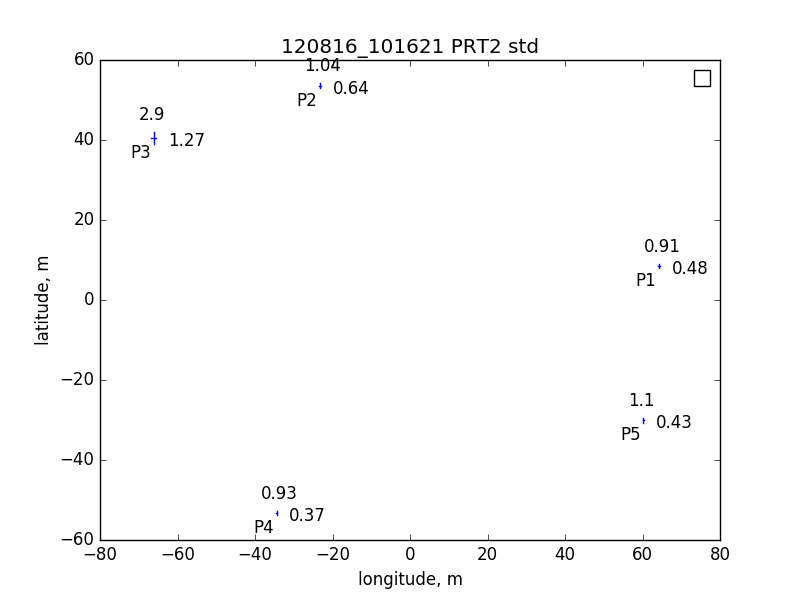 120816_101621 PRT2 std
60
1.04
0.64
P2
2.9
40
1.27
P3
20
0.91
0.48
P1
0
latitude, m
−20
1.1
0.43
P5
−40
0.93
0.37
P4
−60
−80 −60 −40 −20 0 20 40 60 80
longitude, m